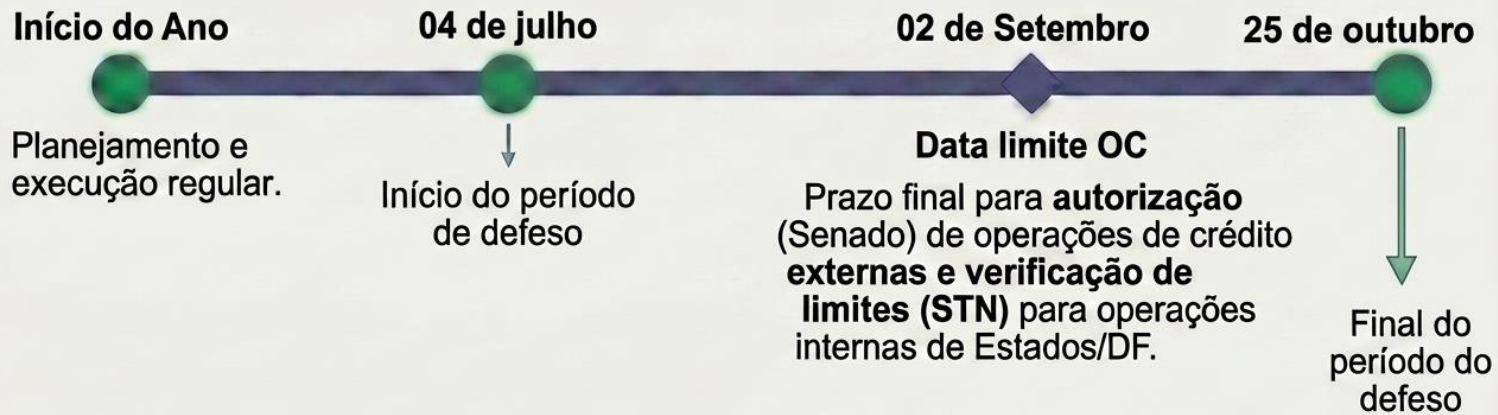 Início do Ano
Planejamento e
execução regular.
04 de julho
Início do período
de defeso
02 de Setembro
Data limite OC
Prazo final para autorização
(Senado) de operações de crédito
externas e verificação de
limites (STN) para operações
internas de Estados/DF.
25 de outubro
Final do
período do
defeso